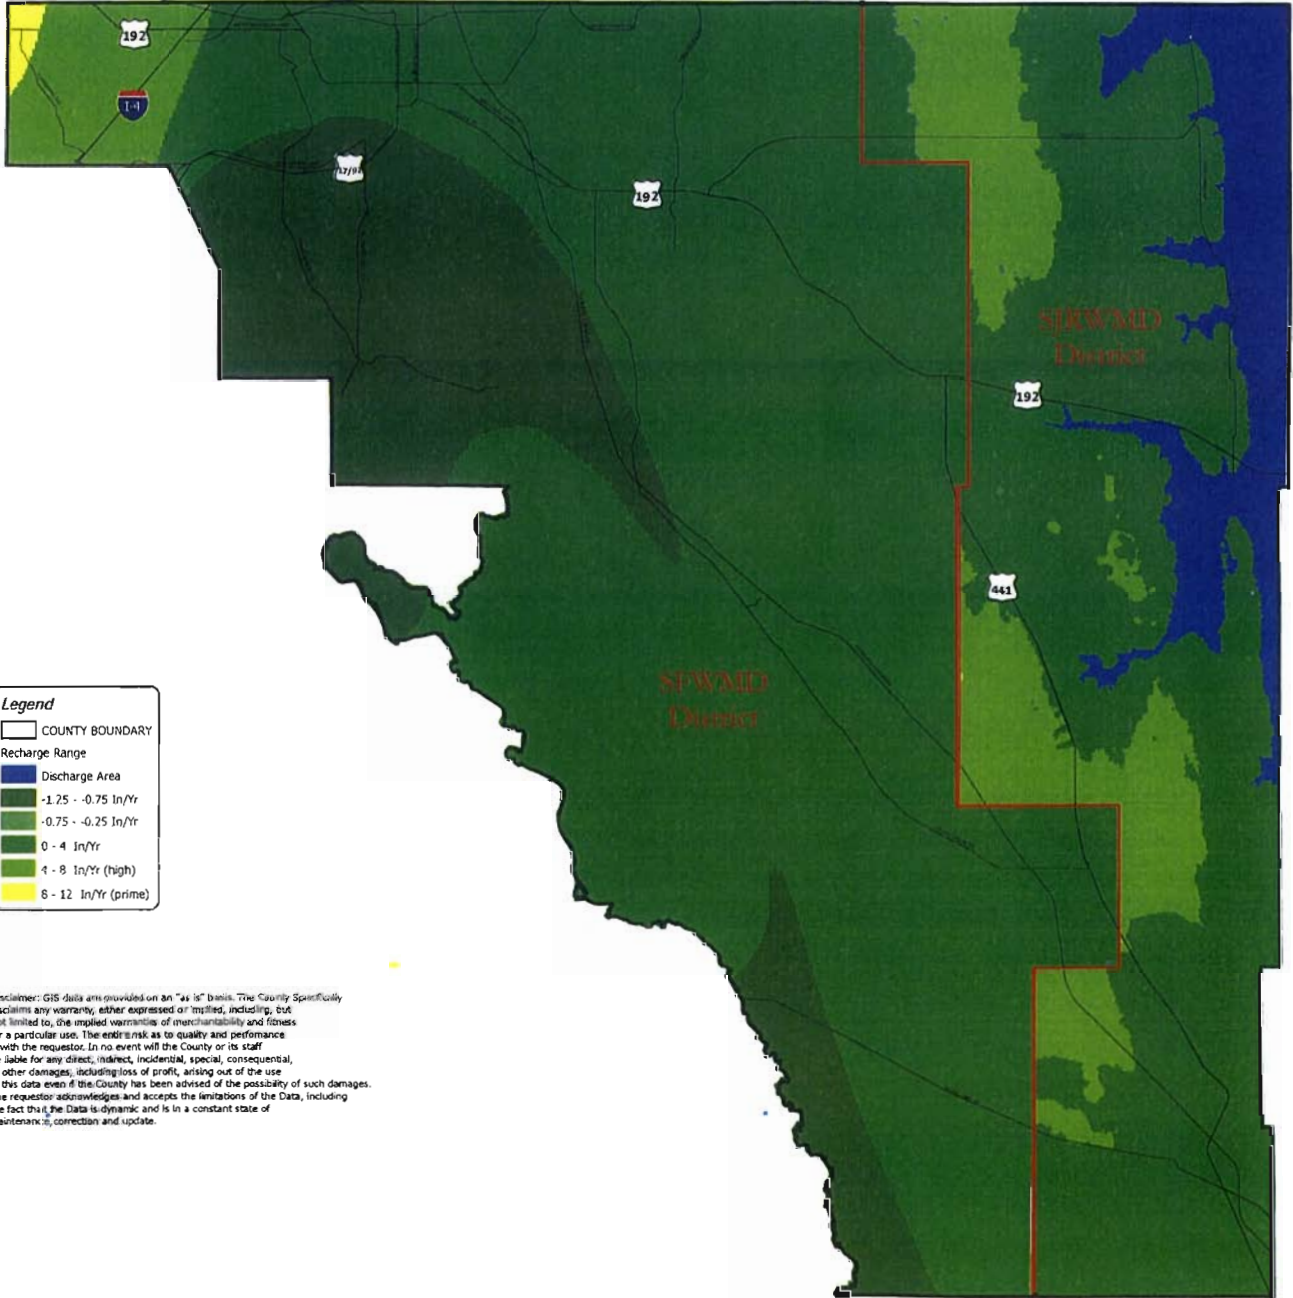 192
I-4
17/92
192
SJRWMD
District
192
441
SFWMD
District
Legend
COUNTY BOUNDARY
Recharge Range
Discharge Area
-1.25 - -0.75 In/Yr
-0.75 - -0.25 In/Yr
0 - 4 In/Yr
4 - 8 In/Yr (high)
8 - 12 In/Yr (prime)
sclaimer: GIS data are provided on an "as is" basis. The County Specifically
sclaims any warranty, either expressed or implied, including, but
t limited to, the implied warranties of merchantability and fitness
r a particular use. The entire risk as to quality and perfomance
with the requestor. In no event will the County or its staff
liable for any direct, indirect, incidential, special, consequential,
other damages, including loss of profit, arising out of the use
this data even if the County has been advised of the possibility of such damages.
e requestor acknowledges and accepts the limitations of the Data, including
e fact that the Data is dynamic and is in a constant state of
aintenance, correction and update.